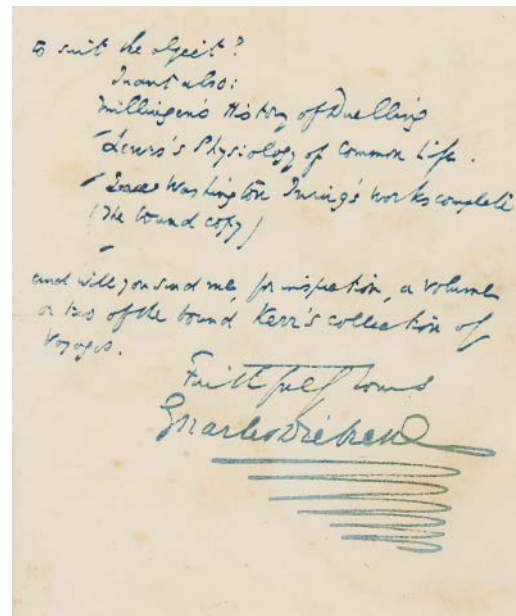 to suit the object?
I want also:
Millingen's History of Duelling
Lewes's Physiology of Common Life.
Washington Irving's works complete
(The bound copy)
and will you send me, for inspection, a volume
or two of the bound Kerr's collection of
Voyages.
Faithfully Yours
Charles Dickens